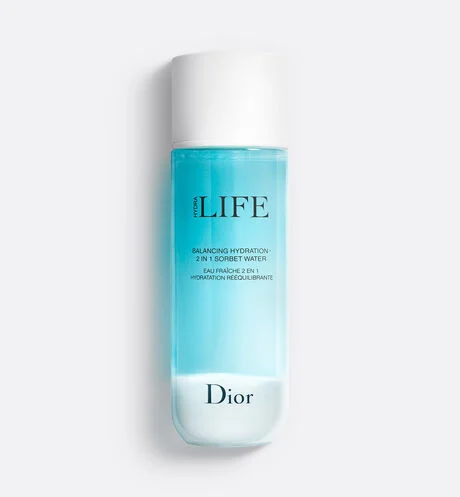 HYDRA
LIFE
BALANCING HYDRATION·
2 IN 1 SORBET WATER
EAU FRAÎCHE 2 EN 1
HYDRATATION RÉÉQUILIBRANTE
Dior